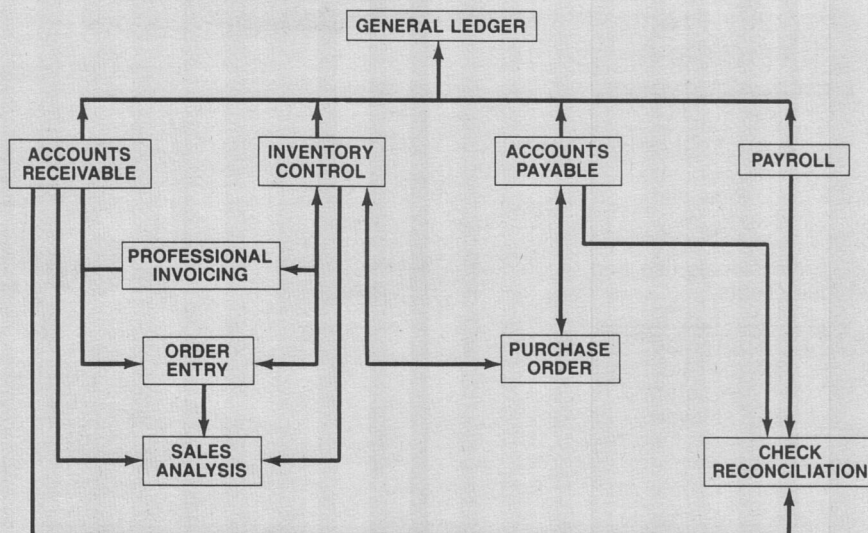 GENERAL LEDGER
ACCOUNTS
RECEIVABLE
INVENTORY
CONTROL
ACCOUNTS
PAYABLE
PAYROLL
PROFESSIONAL
INVOICING
ORDER
ENTRY
PURCHASE
ORDER
SALES
ANALYSIS
CHECK
RECONCILIATION